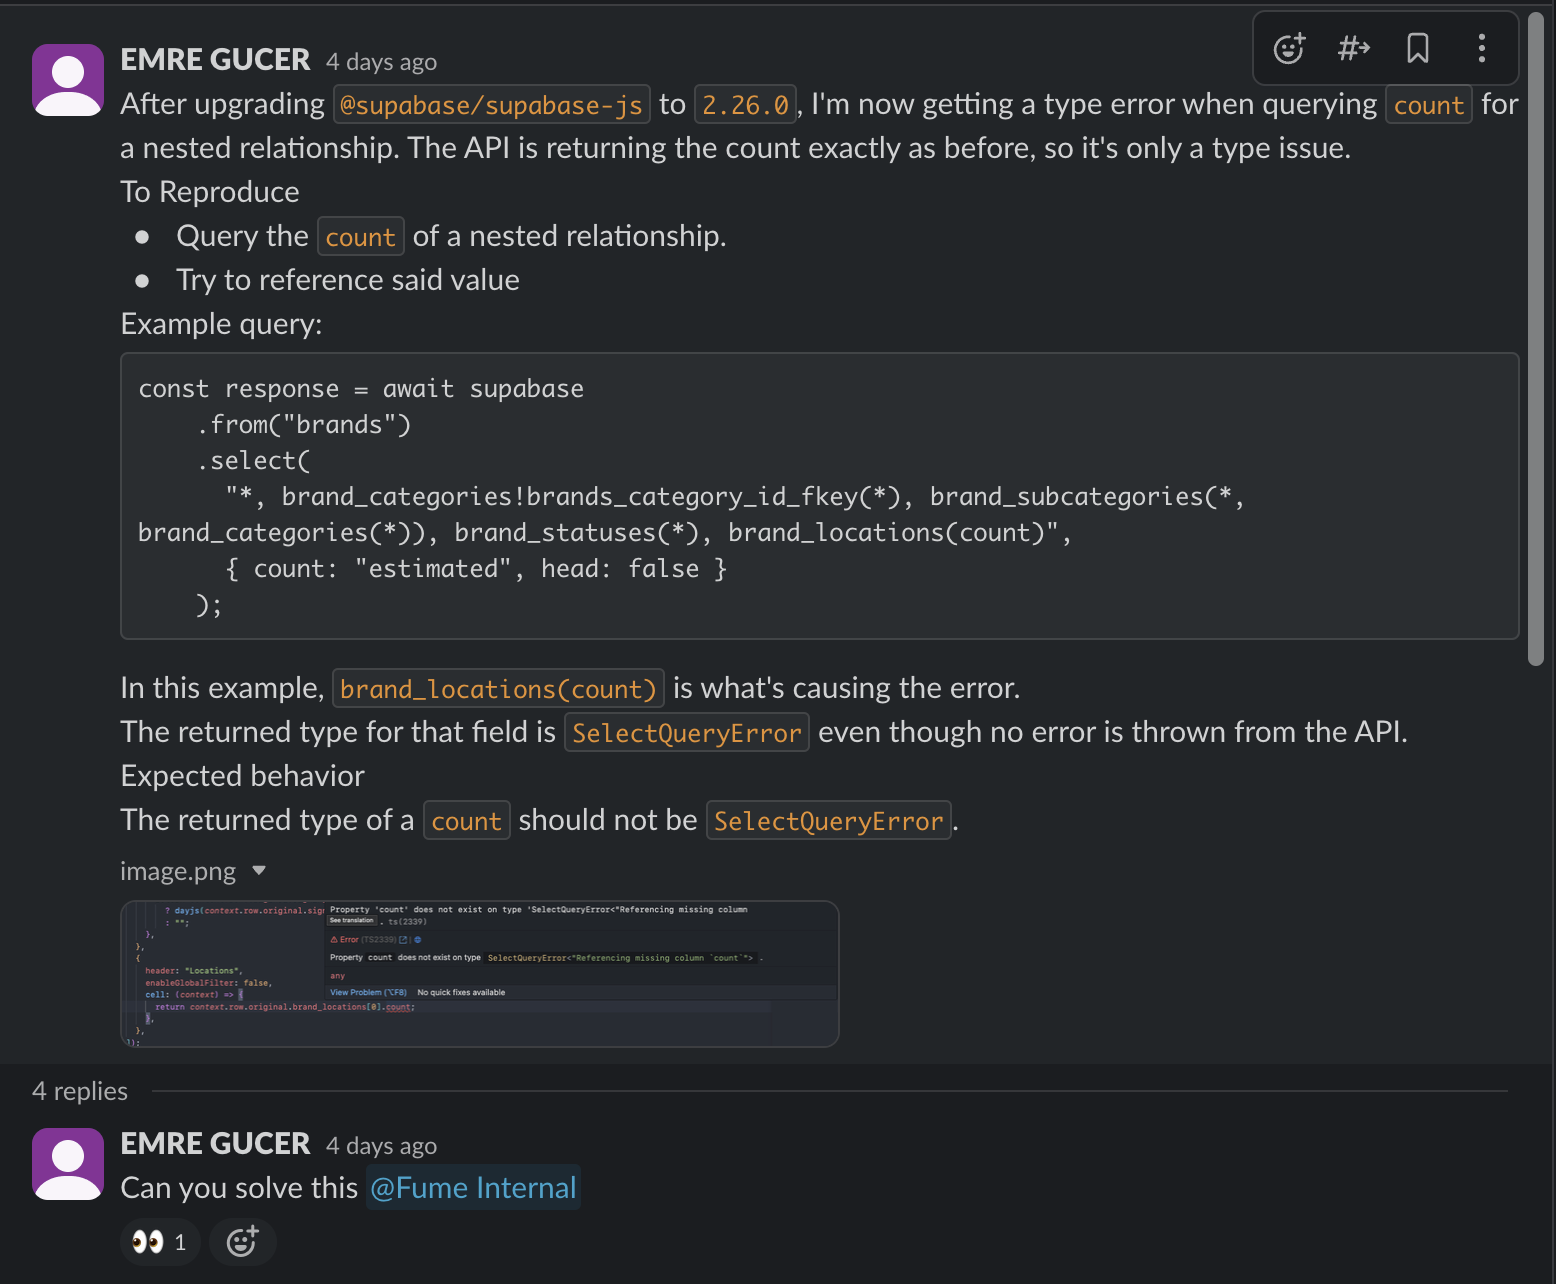 EMRE GUCER 4 days ago
After upgrading @supabase/supabase-js to 2.26.0, I'm now getting a type error when querying count for
a nested relationship. The API is returning the count exactly as before, so it's only a type issue.
To Reproduce
● Query the count of a nested relationship.
● Try to reference said value
Example query:
const response = await supabase
    .from("brands")
    .select(
      "*, brand_categories!brands_category_id_fkey(*), brand_subcategories(*,
brand_categories(*)), brand_statuses(*), brand_locations(count)",
      { count: "estimated", head: false }
    );
In this example, brand_locations(count) is what's causing the error.
The returned type for that field is SelectQueryError even though no error is thrown from the API.
Expected behavior
The returned type of a count should not be SelectQueryError.
image.png
? dayjs(context.row.original.sign
: "";
},
},
{
header: "Locations",
enableGlobalFilter: false,
cell: (context) => {
return context.row.original.brand_locations[0].count;
},
},
]);
Property 'count' does not exist on type 'SelectQueryError<"Referencing missing column
See translation . ts(2339)
Error (TS2339)
Property count does not exist on type SelectQueryError<"Referencing missing column `count`"> .
any
View Problem (⌥F8) No quick fixes available
4 replies
EMRE GUCER 4 days ago
Can you solve this @Fume Internal
👀 1